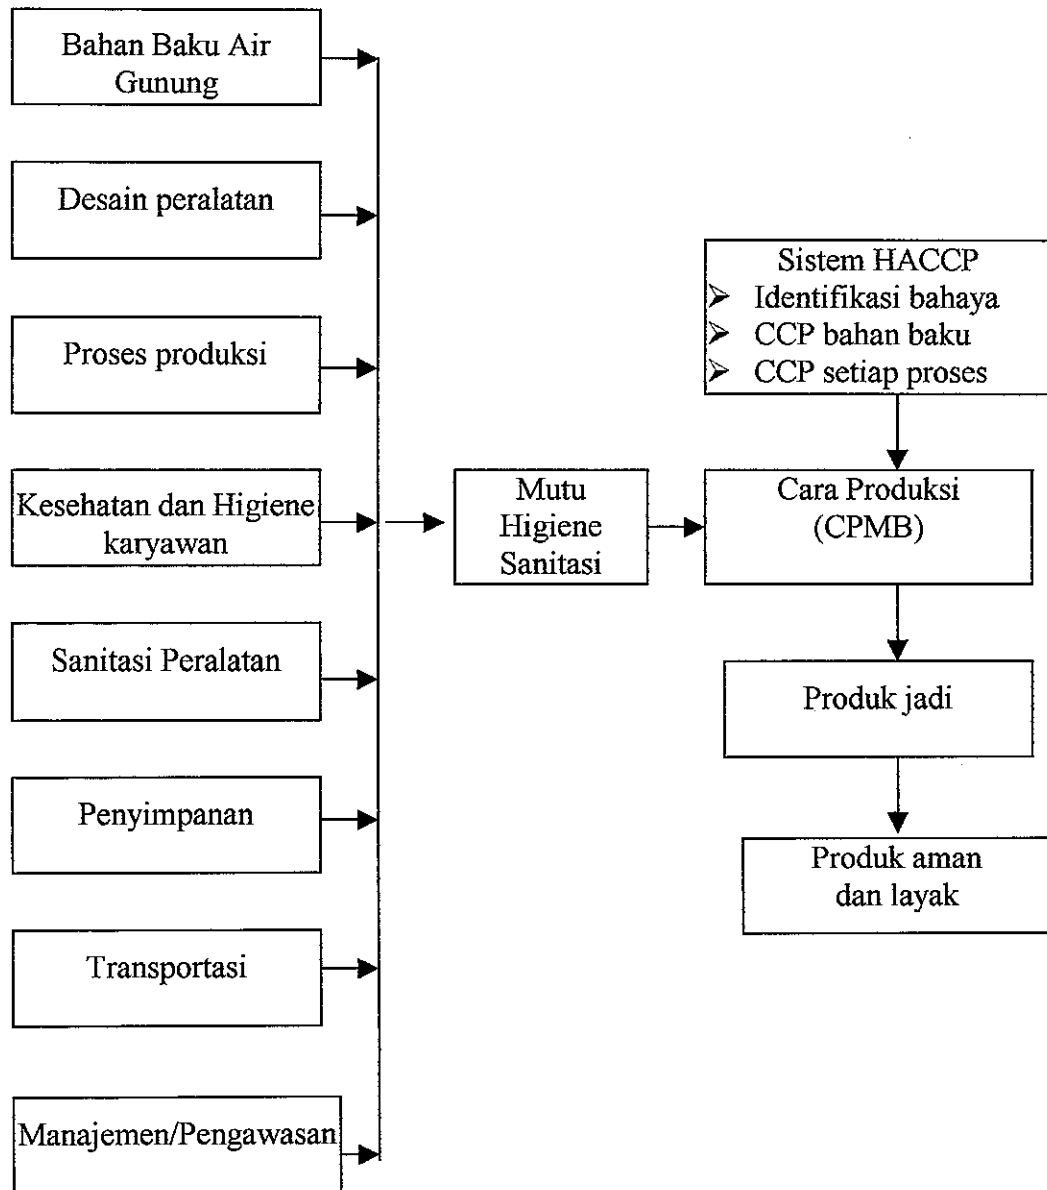 Bahan Baku Air
Gunung
Desain peralatan
Proses produksi
Kesehatan dan Higiene
karyawan
Sanitasi Peralatan
Penyimpanan
Transportasi
Manajemen/Pengawasan
Mutu
Higiene
Sanitasi
Sistem HACCP
➢ Identifikasi bahaya
➢ CCP bahan baku
➢ CCP setiap proses
Cara Produksi
(CPMB)
Produk jadi
Produk aman
dan layak